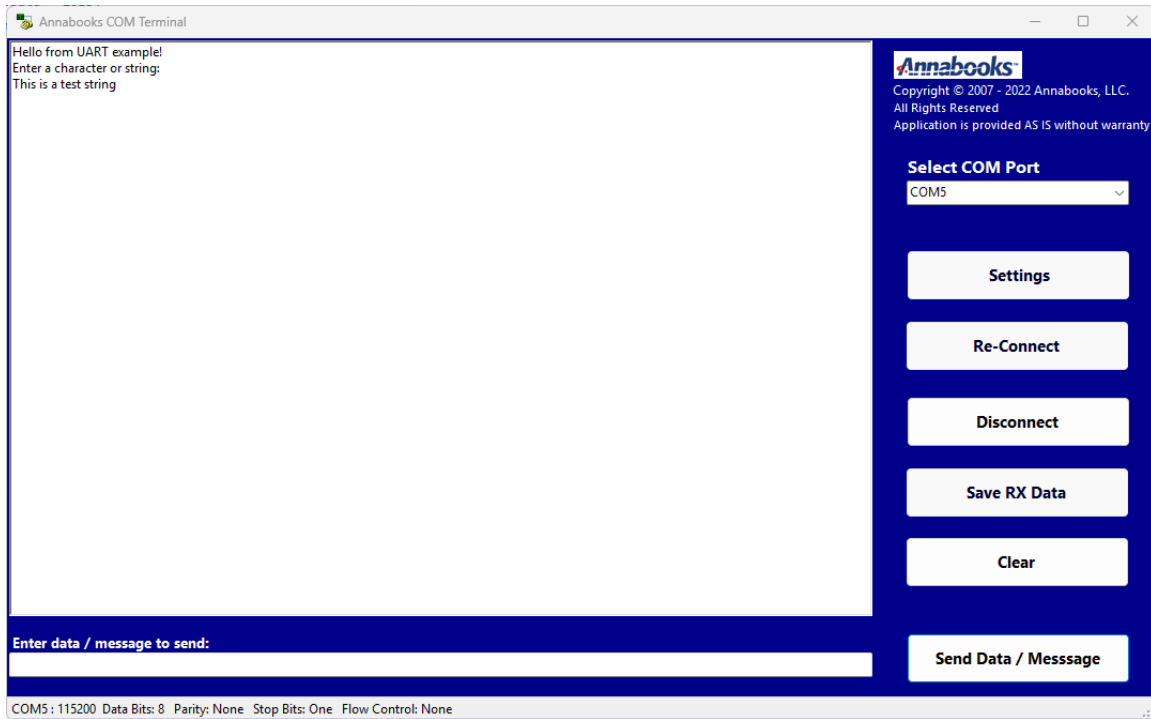 Annabooks COM Terminal
Hello from UART example!
Enter a character or string:
This is a test string
Annabooks™
Copyright © 2007 - 2022 Annabooks, LLC.
All Rights Reserved
Application is provided AS IS without warranty
Select COM Port
COM5
Settings
Re-Connect
Disconnect
Save RX Data
Clear
Enter data / message to send:
Send Data / Messsage
COM5 : 115200 Data Bits: 8 Parity: None Stop Bits: One Flow Control: None